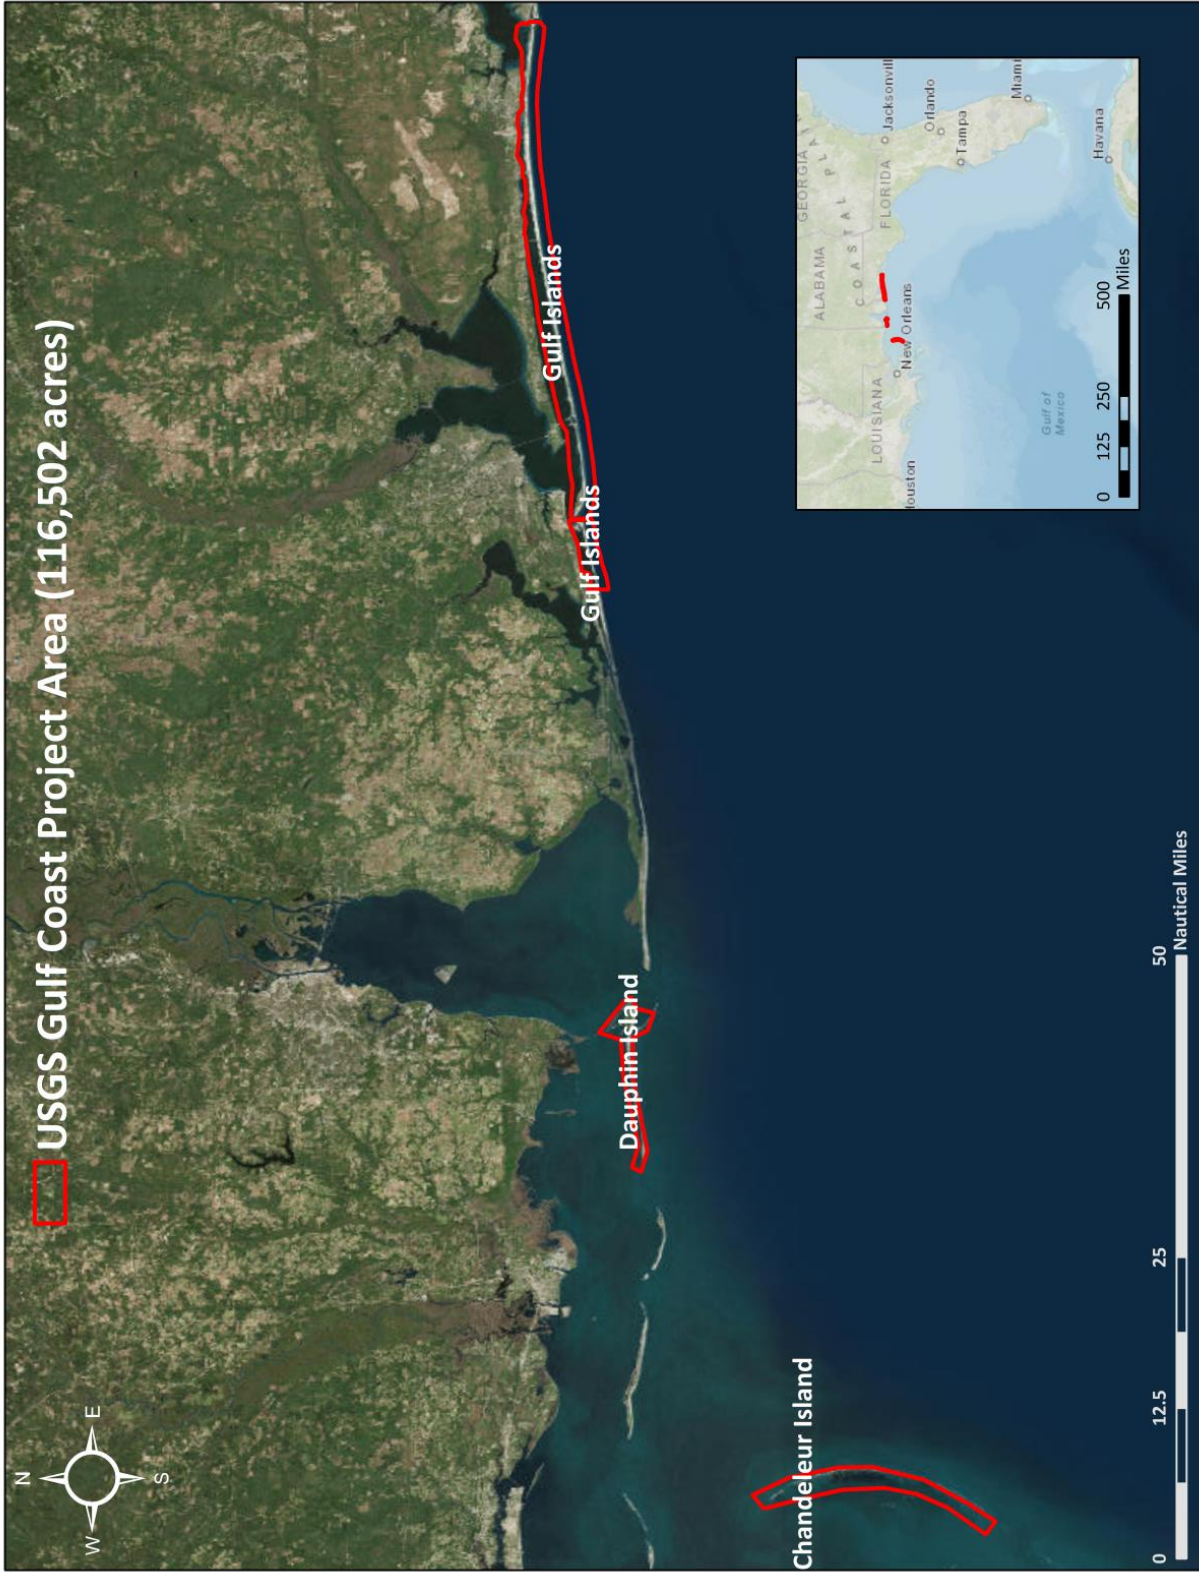 USGS Gulf Coast Project Area (116,502 acres)
N
W
E
S
Gulf Islands
Gulf Islands
Dauphin Island
Chandeleur Island
0
12.5
25
50
Nautical Miles
GEORGIA
ALABAMA
COASTAL PLA
LOUISIANA
FLORIDA
Jacksonvill
Orlando
Tampa
Miami
New Orleans
Houston
Gulf of
Mexico
Havana
0
125
250
500
Miles